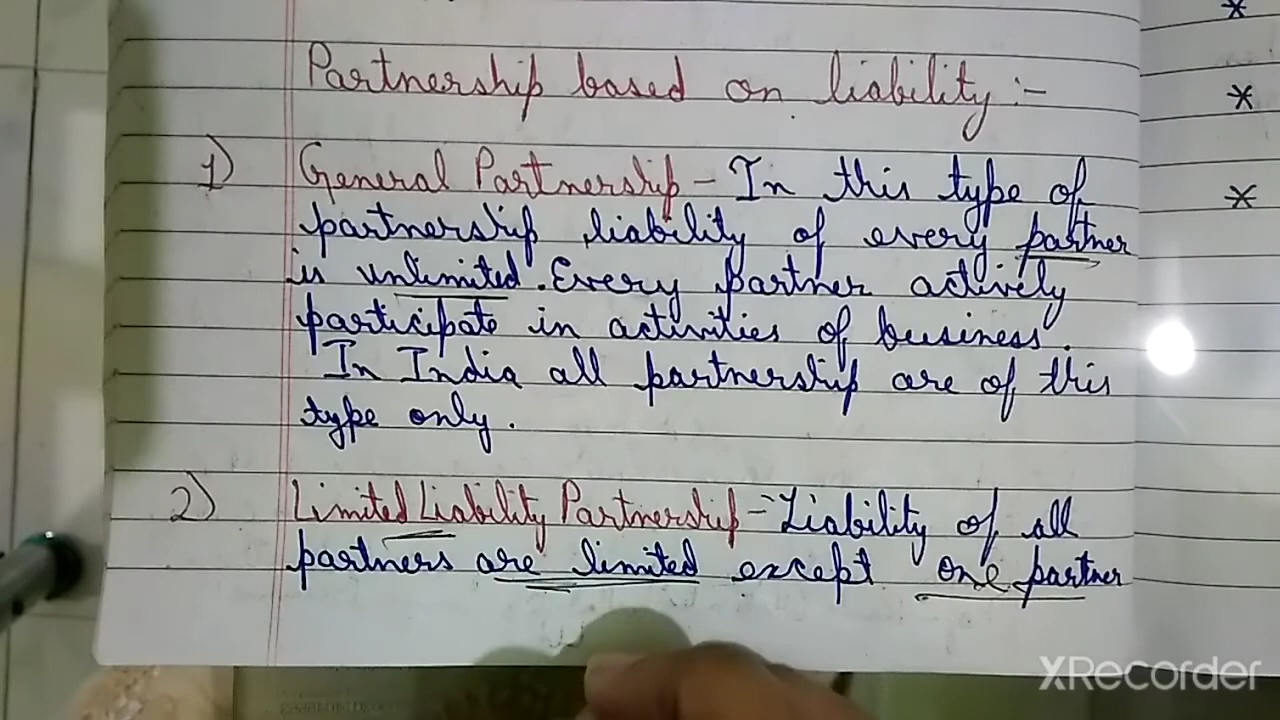 Partnership based on liability :-
1) General Partnership - In this type of
partnership liability of every partner
is unlimited. Every partner actively
participate in activities of business.
In India all partnership are of this
type only.
2) Limited Liability Partnership - Liability of all
partners are limited except one partner
XRecorder